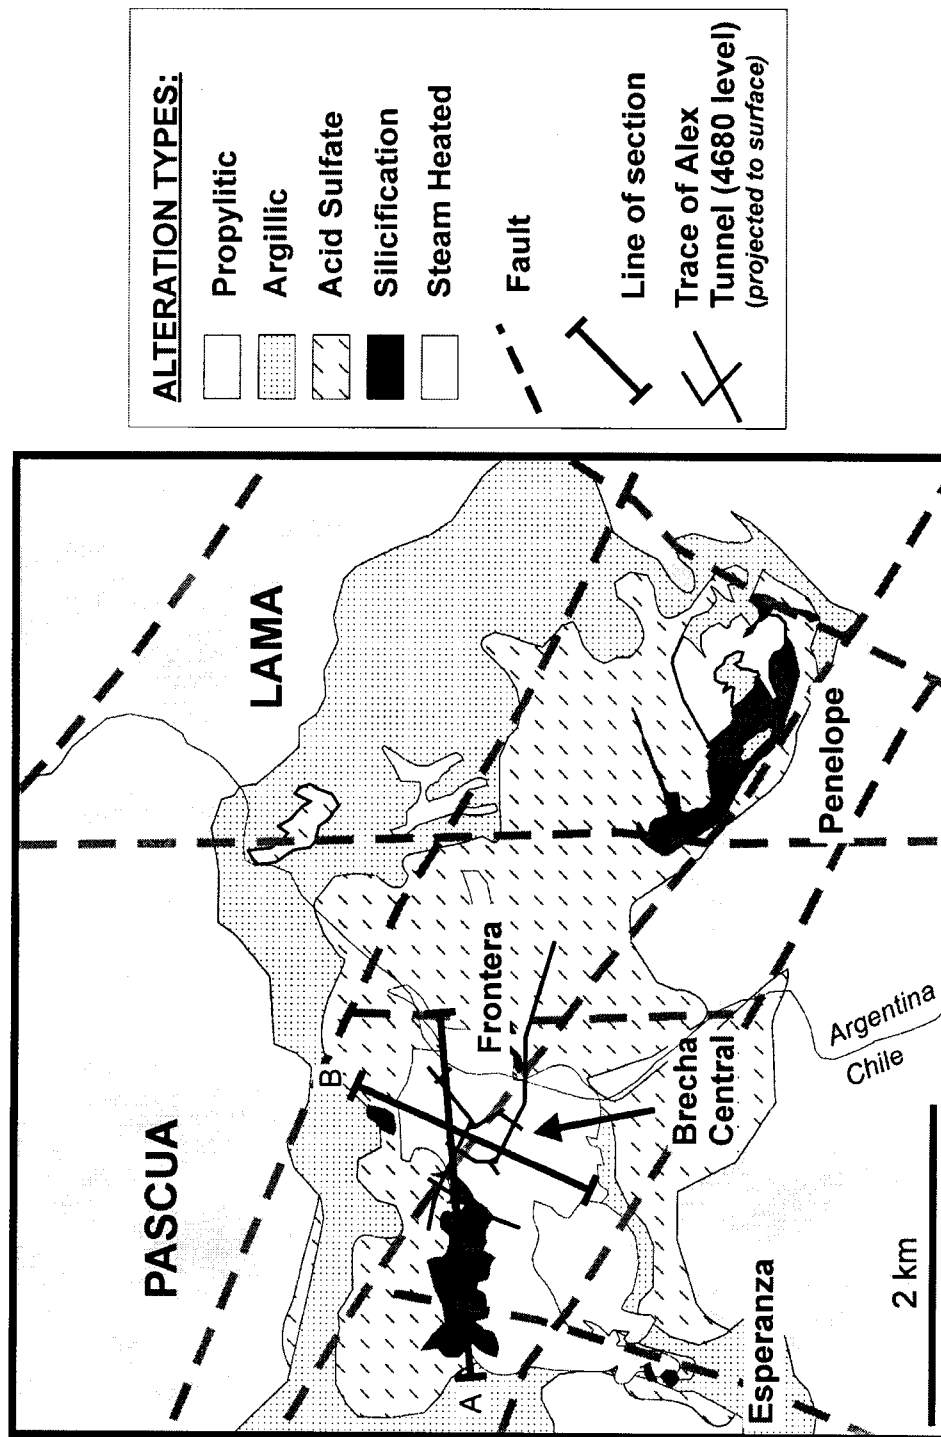 PASCUA
LAMA
B
Frontera
Brecha
Central
A
Esperanza
Penelope
Argentina
Chile
2 km
ALTERATION TYPES:
Propylitic
Argillic
Acid Sulfate
Silicification
Steam Heated
Fault
Line of section
Trace of Alex
Tunnel (4680 level)
(projected to surface)